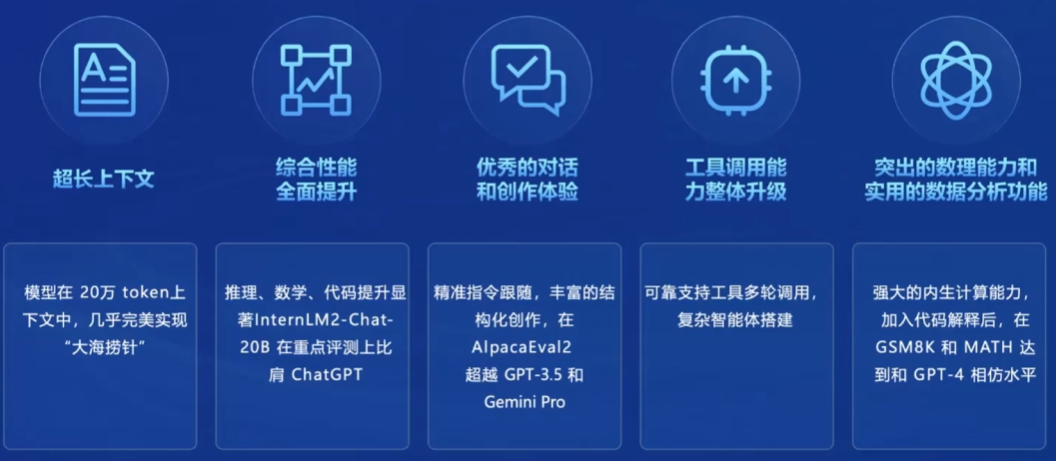 超长上下文
综合性能
全面提升
优秀的对话
和创作体验
工具调用能
力整体升级
突出的数理能力和
实用的数据分析功能
模型在 20万 token上
下文中，几乎完美实现
“大海捞针”
推理、数学、代码提升显
著InternLM2-Chat-
20B 在重点评测上比
肩 ChatGPT
精准指令跟随，丰富的结
构化创作，在
AlpacaEval2
超越 GPT-3.5 和
Gemini Pro
可靠支持工具多轮调用，
复杂智能体搭建
强大的内生计算能力，
加入代码解释后，在
GSM8K 和 MATH 达
到和 GPT-4 相仿水平